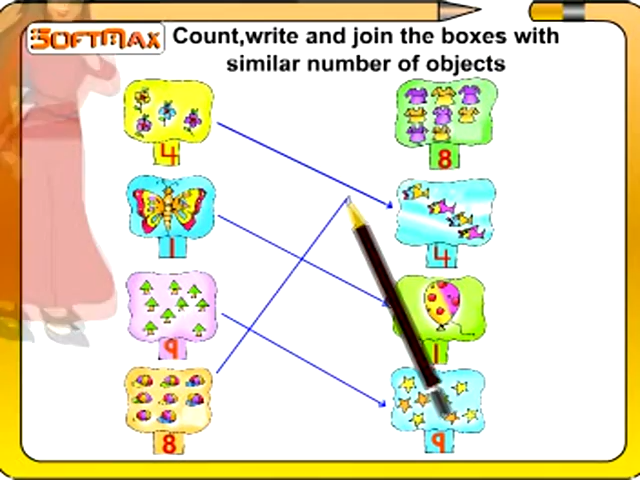 SOFTMAX
Count,write and join the boxes with
similar number of objects
4
8
1
4
9
1
8
9